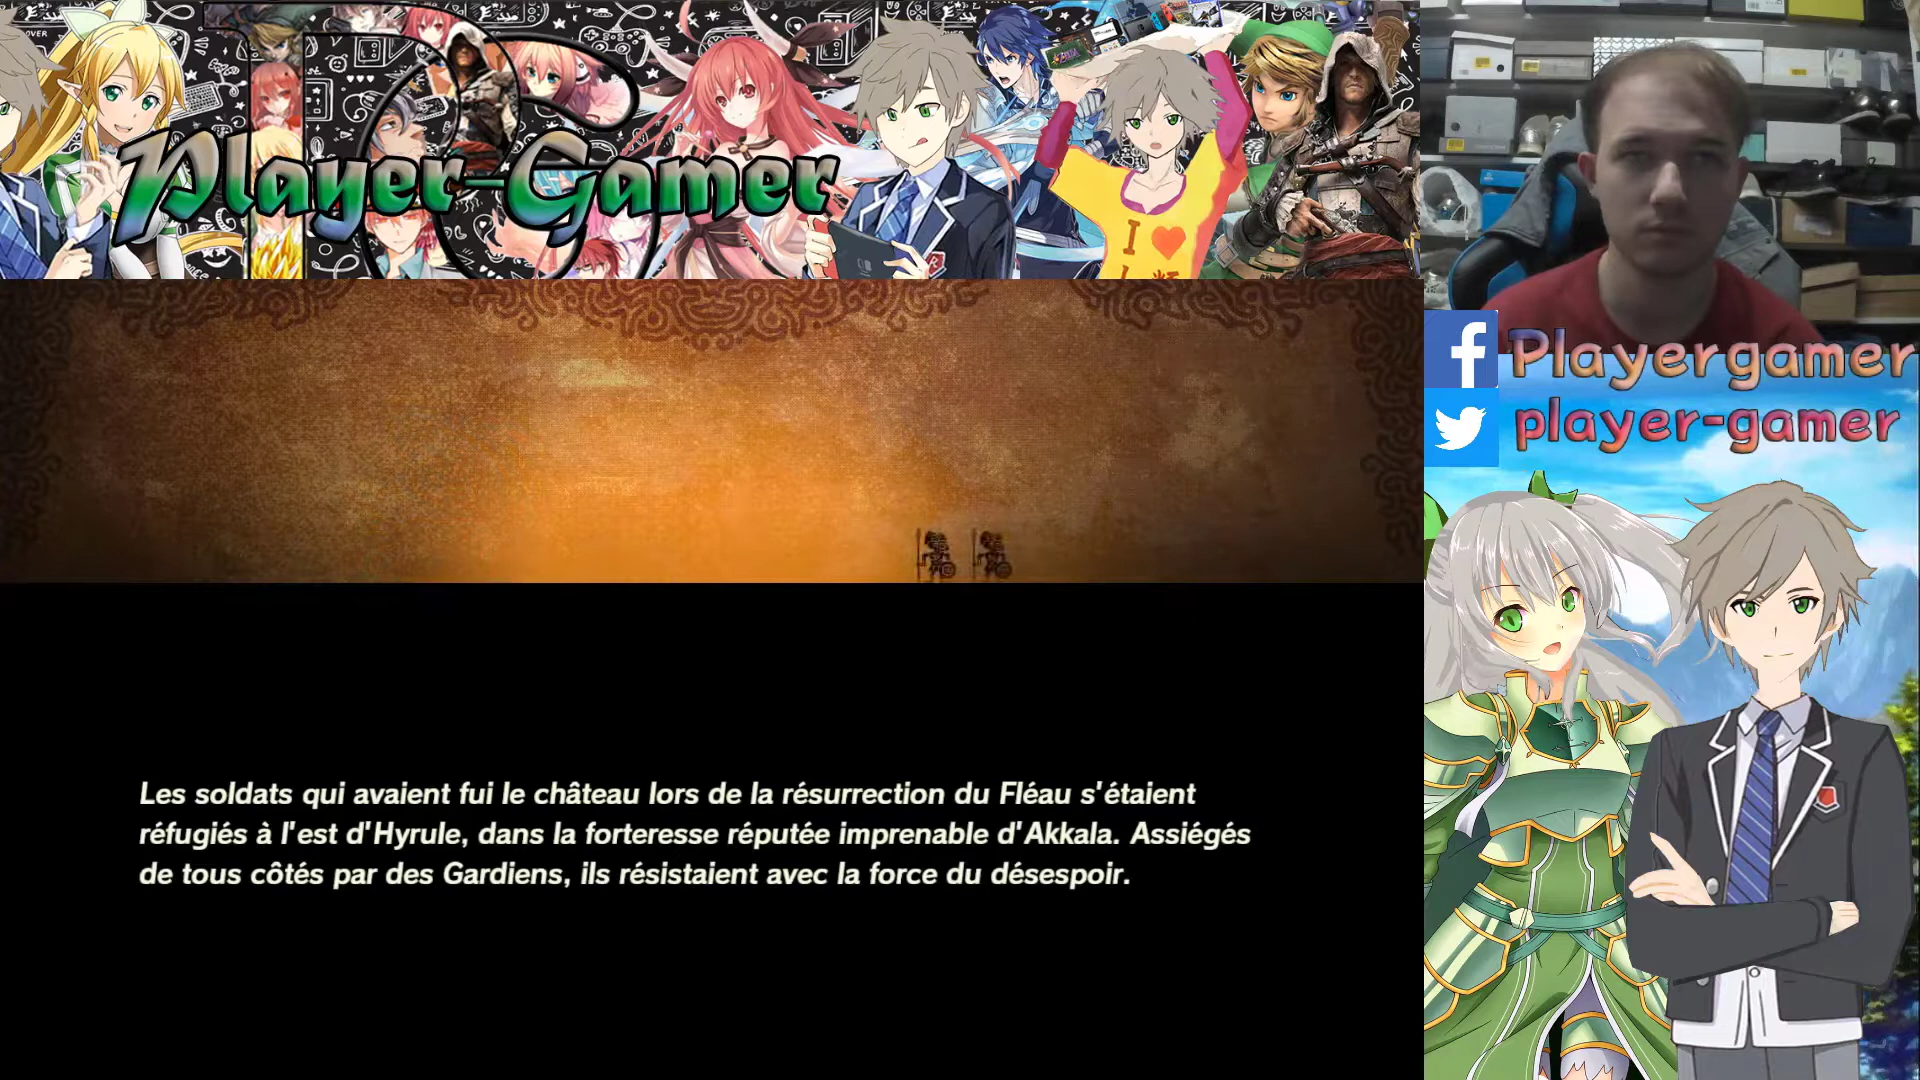 Player-Gamer
I ❤
Playergamer
player-gamer
Les soldats qui avaient fui le château lors de la résurrection du Fléau s'étaient
réfugiés à l'est d'Hyrule, dans la forteresse réputée imprenable d'Akkala. Assiégés
de tous côtés par des Gardiens, ils résistaient avec la force du désespoir.